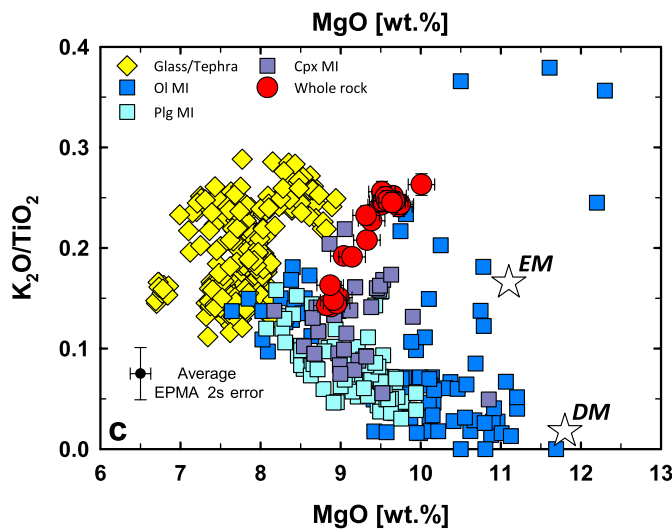 MgO [wt.%]
0.4
Glass/Tephra
Cpx MI
Ol MI
Whole rock
Plg MI
0.3
K₂O/TiO₂
0.2
EM
0.1
Average
EPMA 2s error
DM
c
0.0
6 7 8 9 10 11 12 13
MgO [wt.%]